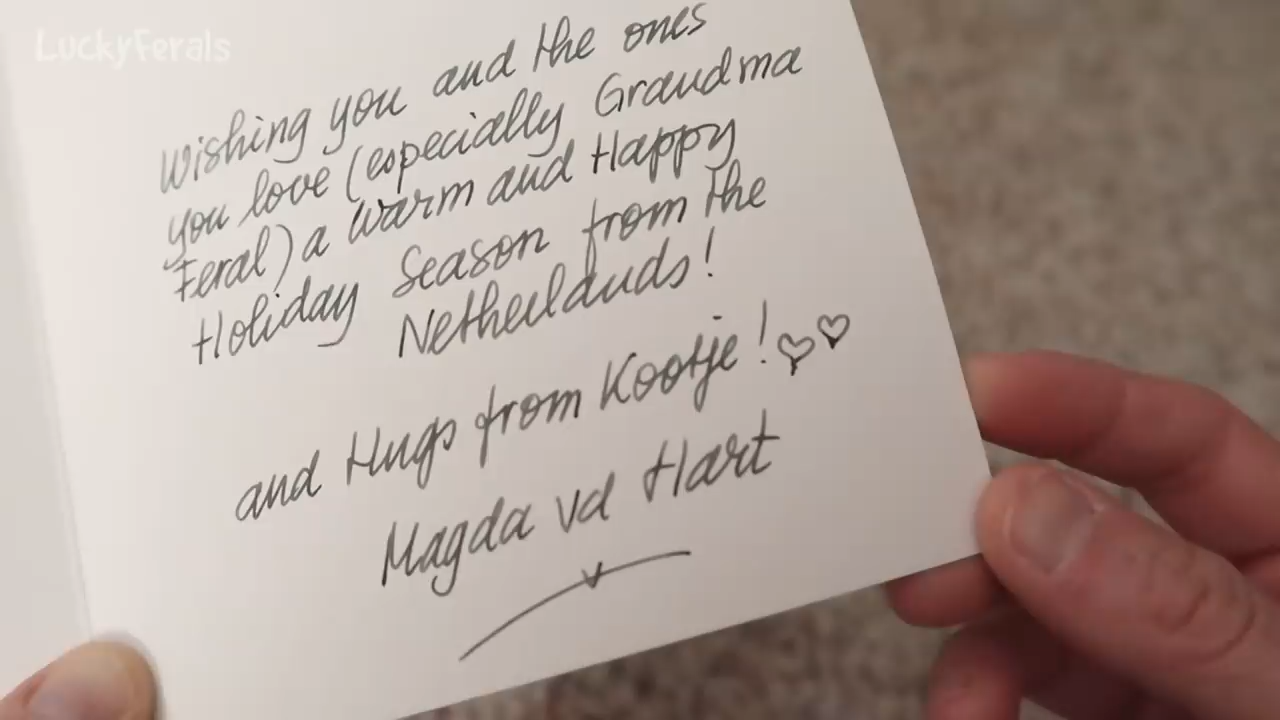 LuckyFerals
Wishing you and the ones
you love (especially Grandma
Feral) a warm and Happy
Holiday Season from the
Netherlands!
and Hugs from Kootje! ♡♡
Magda vd Hart